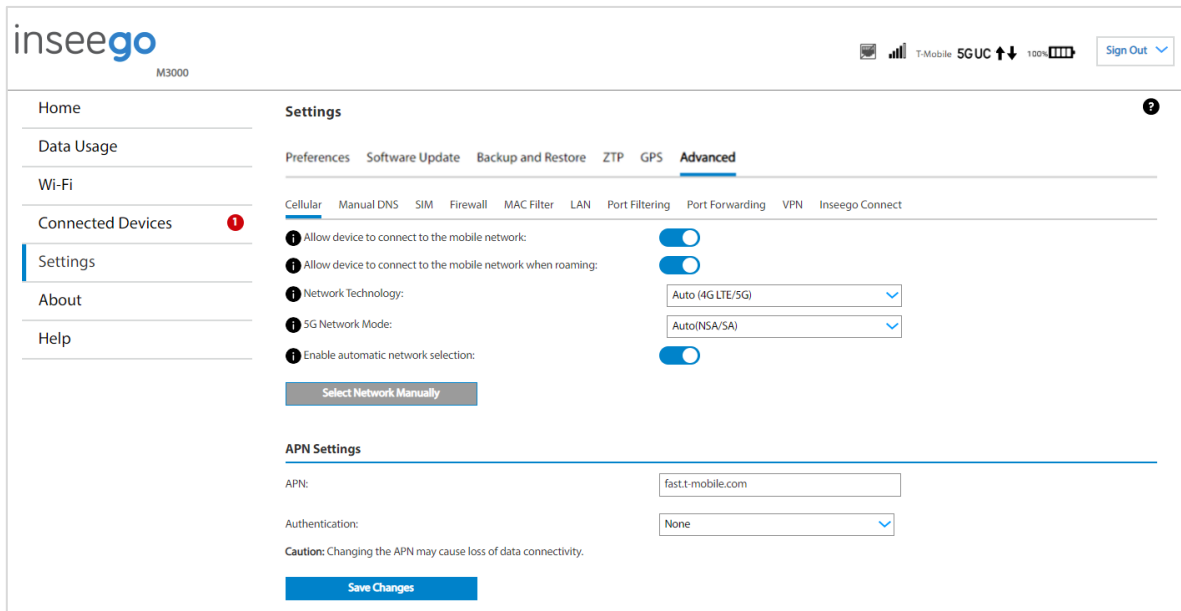 inseego
M3000
T-Mobile 5G UC 100%
Sign Out
Home
Data Usage
Wi-Fi
Connected Devices 1
Settings
About
Help
Settings ?
Preferences Software Update Backup and Restore ZTP GPS Advanced
Cellular Manual DNS SIM Firewall MAC Filter LAN Port Filtering Port Forwarding VPN Inseego Connect
i Allow device to connect to the mobile network:
i Allow device to connect to the mobile network when roaming:
i Network Technology: Auto (4G LTE/5G)
i 5G Network Mode: Auto(NSA/SA)
i Enable automatic network selection:
Select Network Manually
APN Settings
APN: fast.t-mobile.com
Authentication: None
Caution: Changing the APN may cause loss of data connectivity.
Save Changes